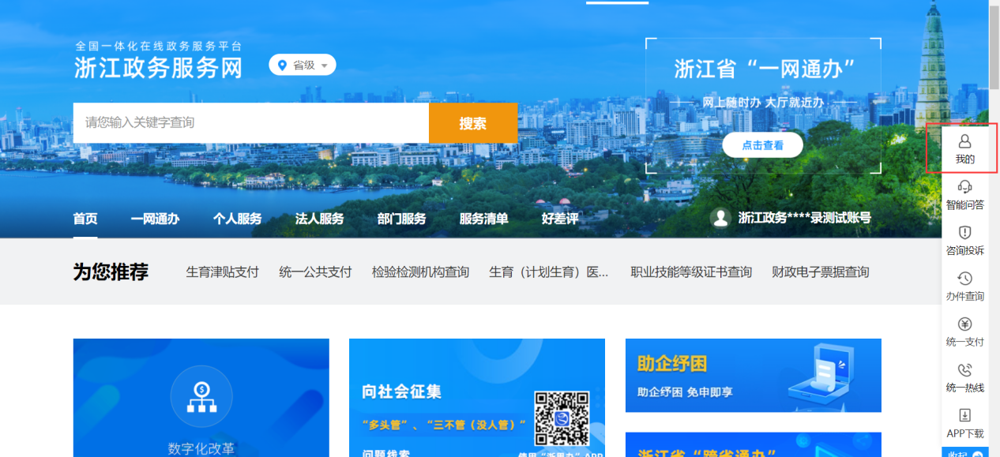 全国一体化在线政务服务平台
浙江政务服务网
省级
请您输入关键字查询
搜索
浙江省“一网通办”
网上随时办 大厅就近办
点击查看
首页 一网通办 个人服务 法人服务 部门服务 服务清单 好差评
浙江政务****录测试账号
我的
智能问答
咨询投诉
办件查询
统一支付
统一热线
APP下载
收起
为您推荐
生育津贴支付 统一公共支付 检验检测机构查询 生育（计划生育）医... 职业技能等级证书查询 财政电子票据查询
数字化改革
向社会征集
“多头管”、“三不管（没人管）”
问题线索
使用“浙里办”APP
助企纾困
助企纾困 免申即享
浙江省“跨省通办”